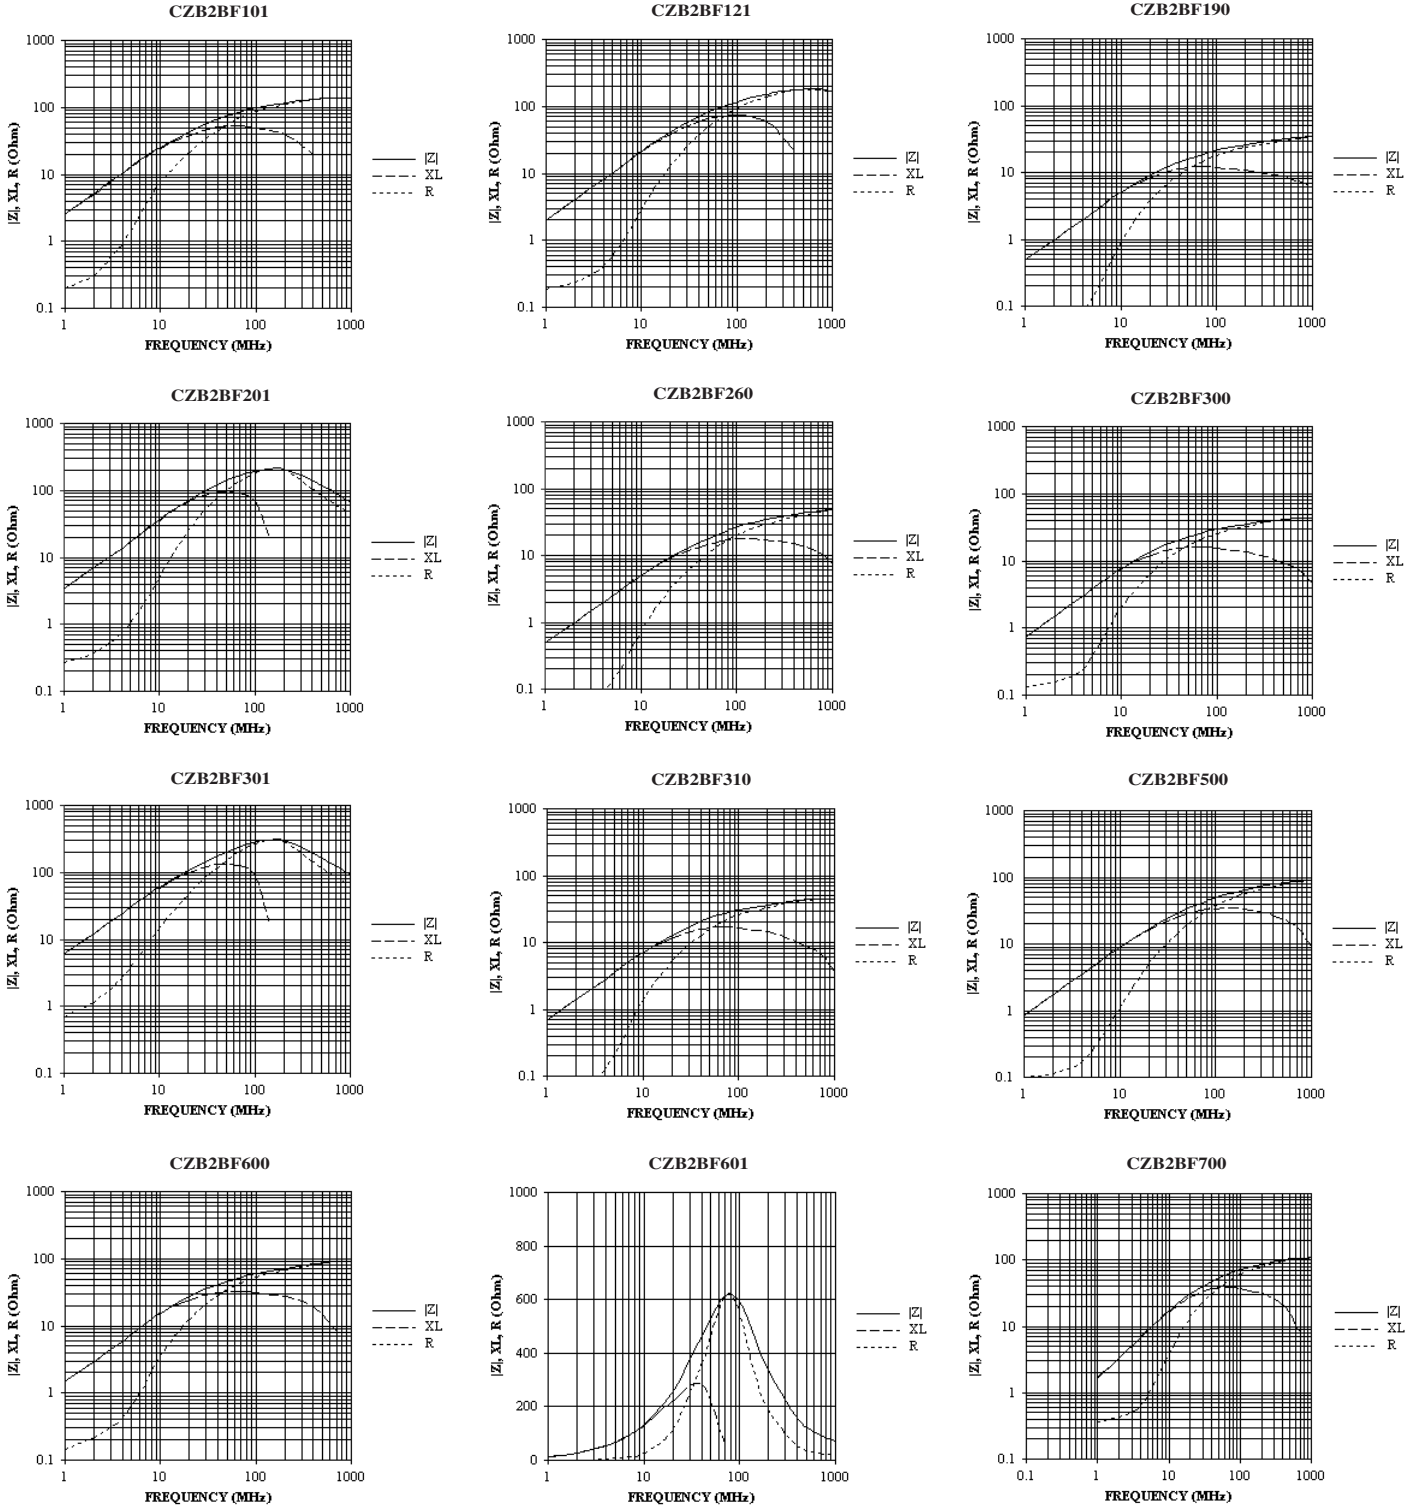 CZB2BF101
1000
100
10
1
0.1
|Z|, XL, R (Ohm)
1 10 100 1000
FREQUENCY (MHz)
|Z|
XL
R
CZB2BF121
1000
100
10
1
0.1
|Z|, XL, R (Ohm)
1 10 100 1000
FREQUENCY (MHz)
|Z|
XL
R
CZB2BF190
1000
100
10
1
0.1
|Z|, XL, R (Ohm)
1 10 100 1000
FREQUENCY (MHz)
|Z|
XL
R
CZB2BF201
1000
100
10
1
0.1
|Z|, XL, R (Ohm)
1 10 100 1000
FREQUENCY (MHz)
|Z|
XL
R
CZB2BF260
1000
100
10
1
0.1
|Z|, XL, R (Ohm)
1 10 100 1000
FREQUENCY (MHz)
|Z|
XL
R
CZB2BF300
1000
100
10
1
0.1
|Z|, XL, R (Ohm)
1 10 100 1000
FREQUENCY (MHz)
|Z|
XL
R
CZB2BF301
1000
100
10
1
0.1
|Z|, XL, R (Ohm)
1 10 100 1000
FREQUENCY (MHz)
|Z|
XL
R
CZB2BF310
1000
100
10
1
0.1
|Z|, XL, R (Ohm)
1 10 100 1000
FREQUENCY (MHz)
|Z|
XL
R
CZB2BF500
1000
100
10
1
0.1
|Z|, XL, R (Ohm)
1 10 100 1000
FREQUENCY (MHz)
|Z|
XL
R
CZB2BF600
1000
100
10
1
0.1
|Z|, XL, R (Ohm)
1 10 100 1000
FREQUENCY (MHz)
|Z|
XL
R
CZB2BF601
1000
800
600
400
200
0
|Z|, XL, R (Ohm)
1 10 100 1000
FREQUENCY (MHz)
|Z|
XL
R
CZB2BF700
1000
100
10
1
0.1
|Z|, XL, R (Ohm)
0.1 1 10 100 1000
FREQUENCY (MHz)
|Z|
XL
R